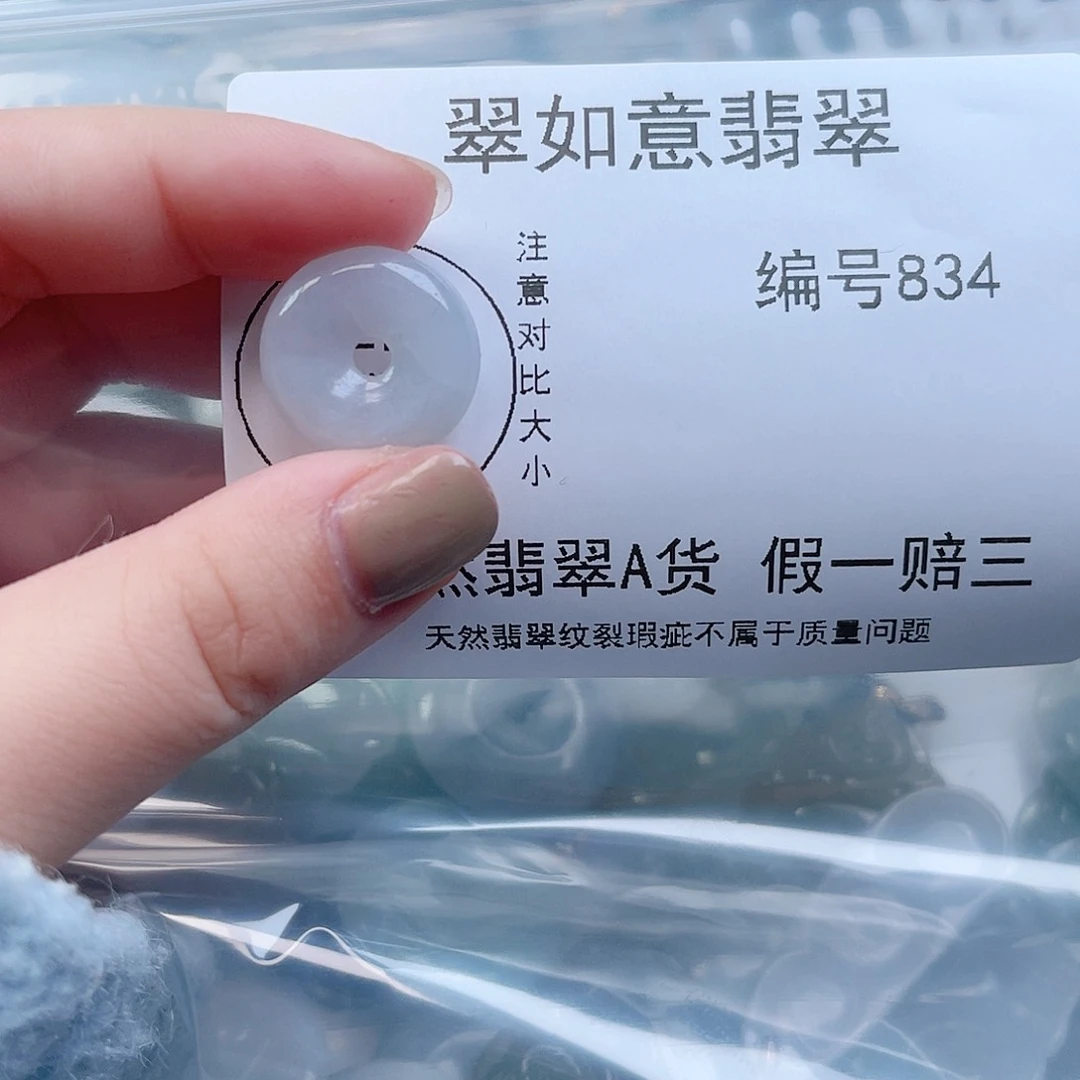 翠如意翡翠
编号834
注意对比大小
然翡翠A货 假一赔三
天然翡翠纹裂瑕疵不属于质量问题